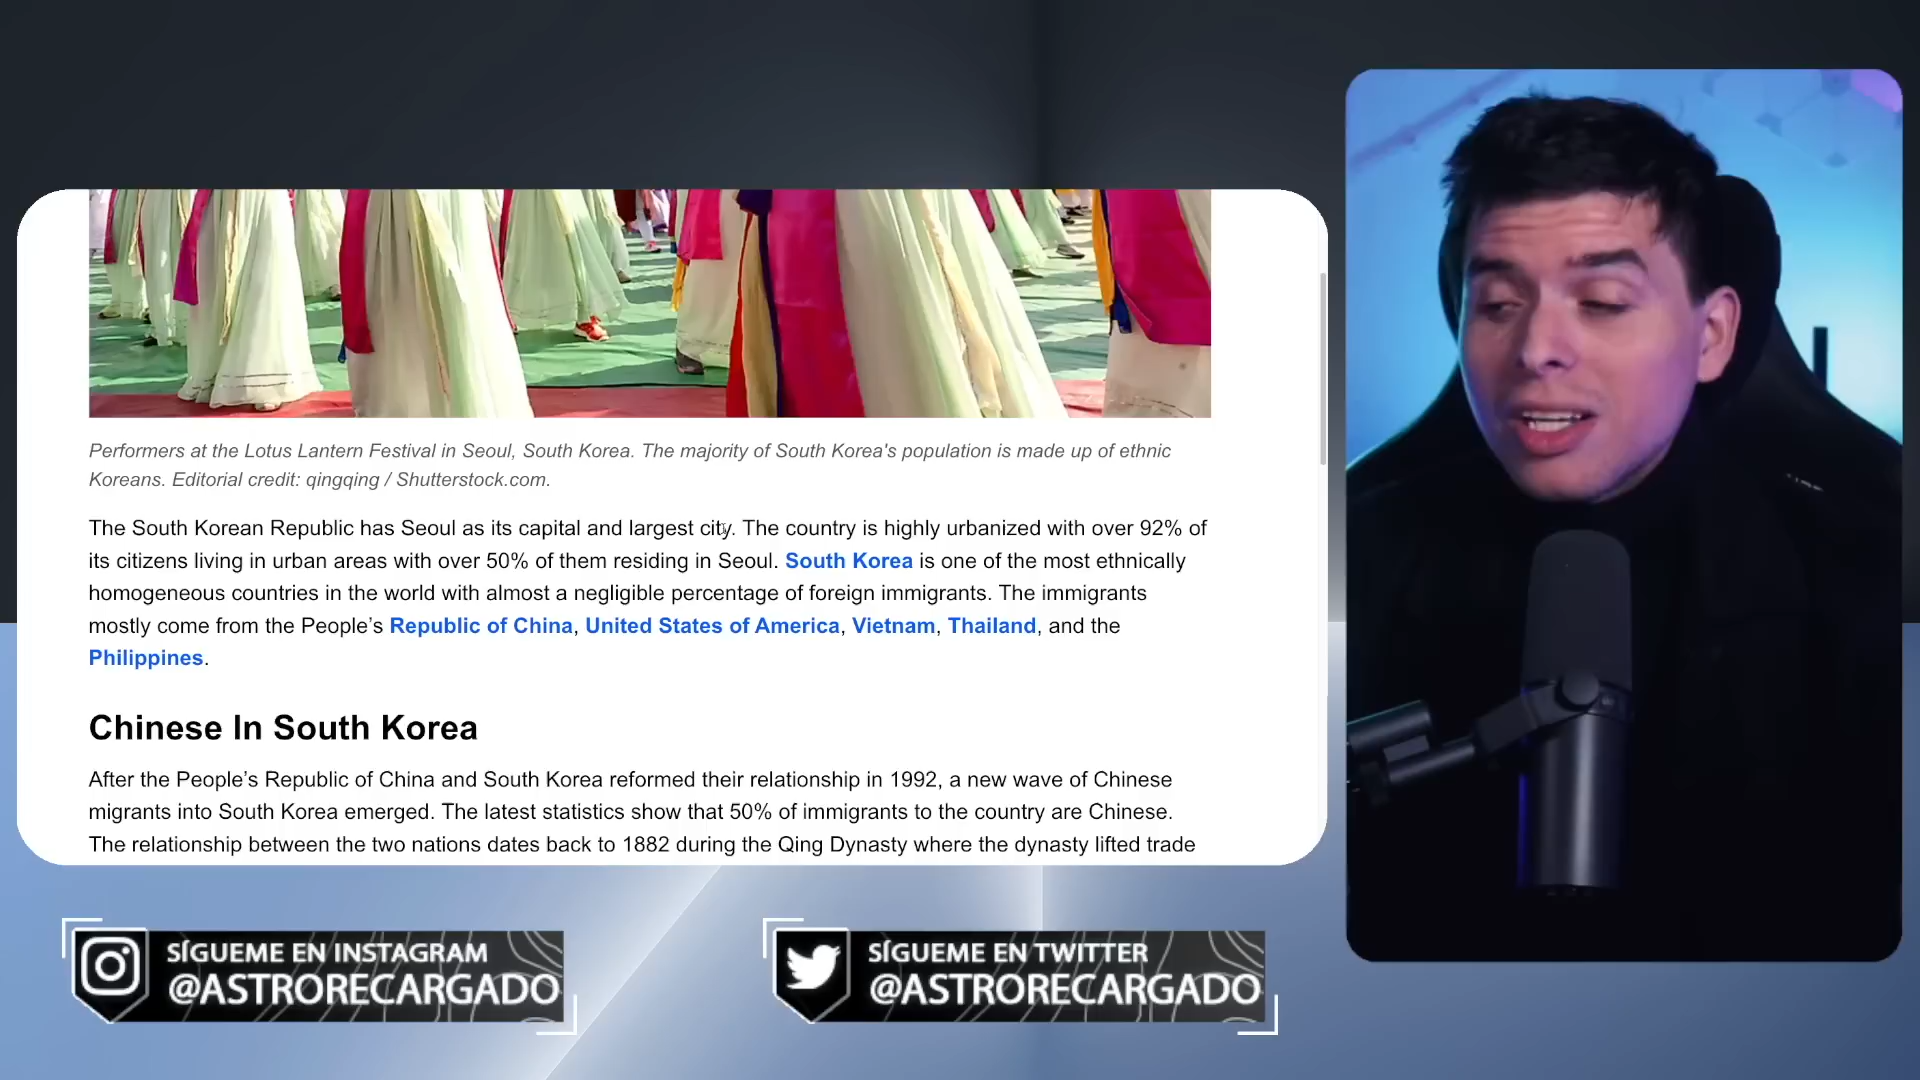 Performers at the Lotus Lantern Festival in Seoul, South Korea. The majority of South Korea's population is made up of ethnic
Koreans. Editorial credit: qingqing / Shutterstock.com.
The South Korean Republic has Seoul as its capital and largest city. The country is highly urbanized with over 92% of
its citizens living in urban areas with over 50% of them residing in Seoul. South Korea is one of the most ethnically
homogeneous countries in the world with almost a negligible percentage of foreign immigrants. The immigrants
mostly come from the People’s Republic of China, United States of America, Vietnam, Thailand, and the
Philippines.
Chinese In South Korea
After the People’s Republic of China and South Korea reformed their relationship in 1992, a new wave of Chinese
migrants into South Korea emerged. The latest statistics show that 50% of immigrants to the country are Chinese.
The relationship between the two nations dates back to 1882 during the Qing Dynasty where the dynasty lifted trade
SÍGUEME EN INSTAGRAM
@ASTRORECARGADO
SÍGUEME EN TWITTER
@ASTRORECARGADO